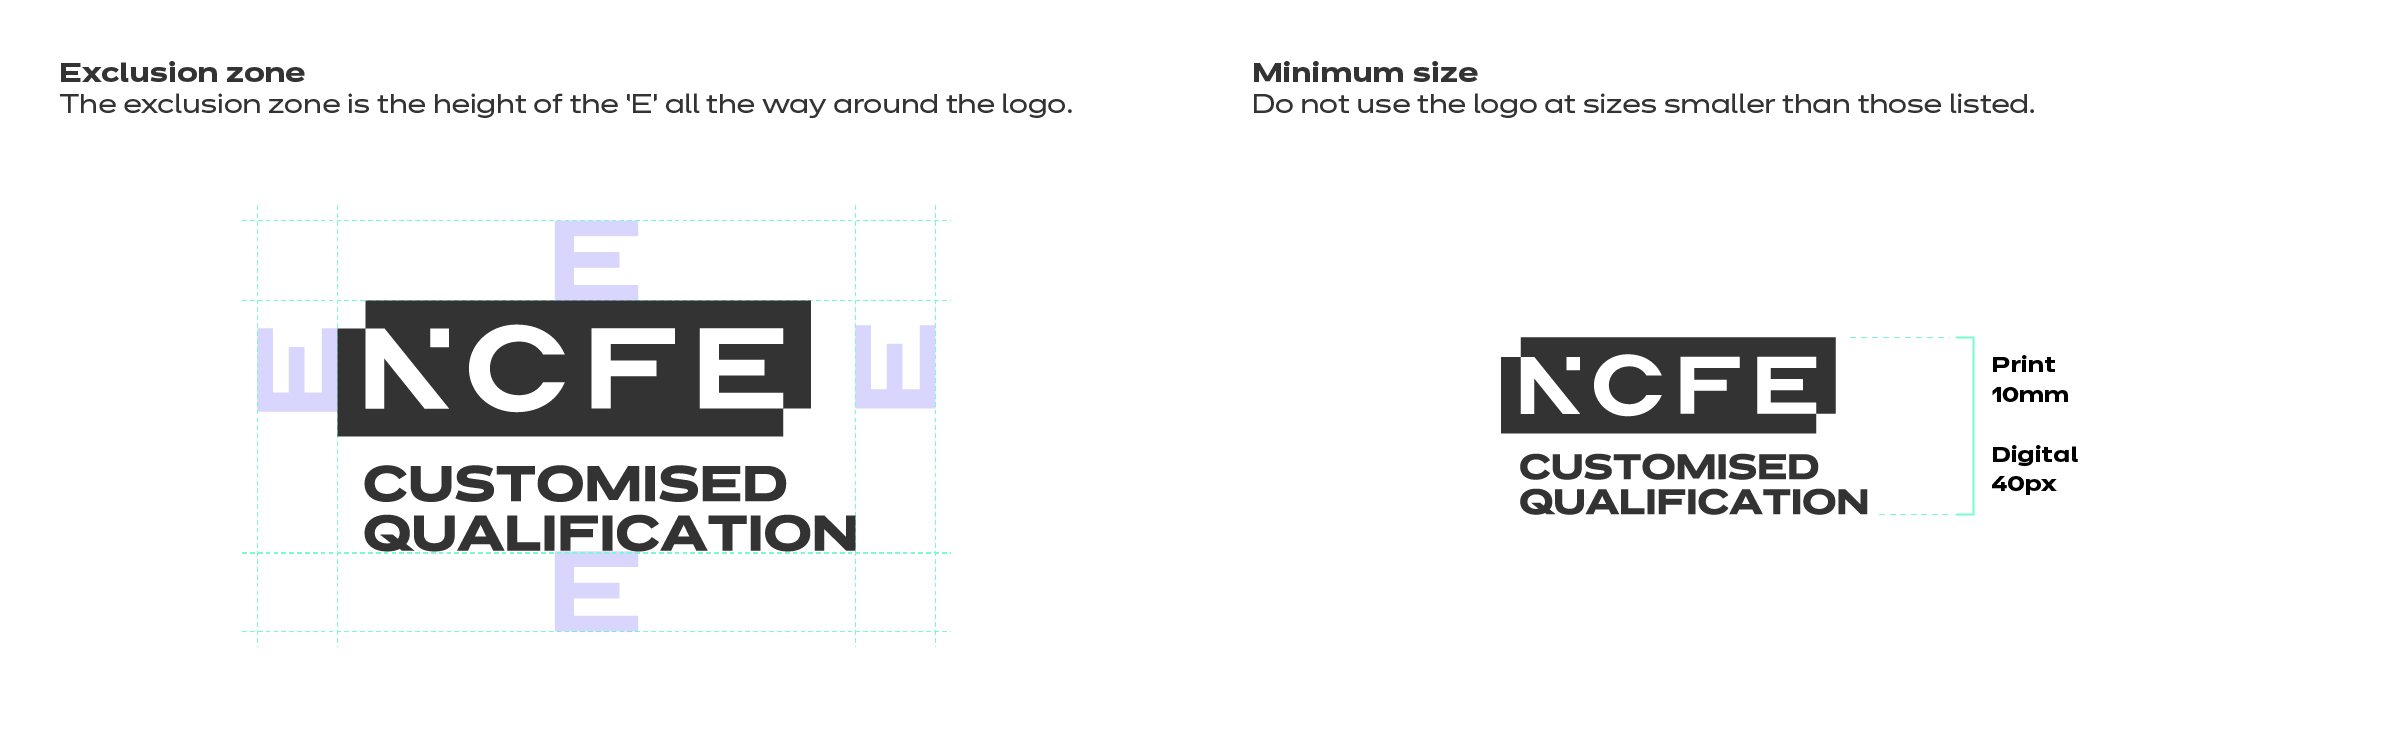 Exclusion zone
The exclusion zone is the height of the ‘E’ all the way around the logo.
E
E
NCFE
E
CUSTOMISED
QUALIFICATION
E
Minimum size
Do not use the logo at sizes smaller than those listed.
NCFE
CUSTOMISED
QUALIFICATION
Print
10mm
Digital
40px